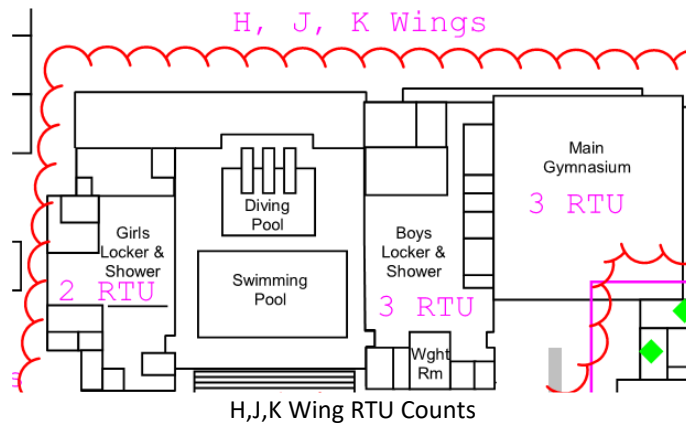 H, J, K Wings
Main
Gymnasium
3 RTU
Diving
Pool
Girls
Locker &
Shower
2 RTU
Boys
Locker &
Shower
3 RTU
Swimming
Pool
Wght
Rm
H,J,K Wing RTU Counts